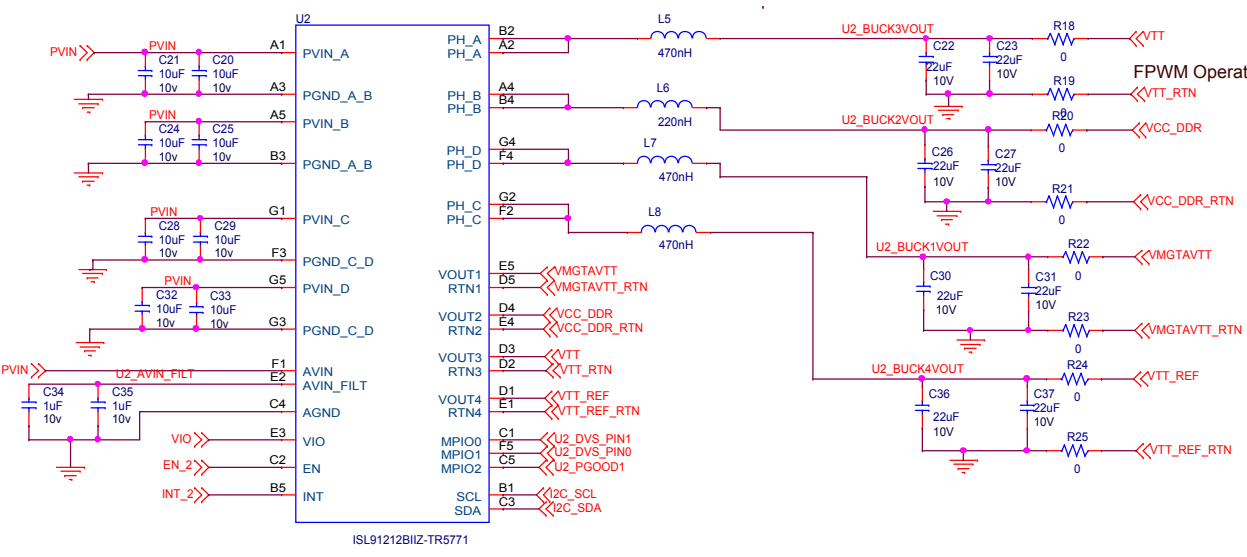 U2
PVIN
PVIN
A1
PVIN_A
C21
10uF
10v
C20
10uF
10v
A3
PGND_A_B
A5
PVIN_B
C24
10uF
10v
C25
10uF
10v
B3
PGND_A_B
PVIN
G1
PVIN_C
C28
10uF
10v
C29
10uF
10v
F3
PGND_C_D
PVIN
G5
PVIN_D
C32
10uF
10v
C33
10uF
10v
G3
PGND_C_D
PVIN
F1
AVIN
U2_AVIN_FILT
E2
AVIN_FILT
C34
1uF
10v
C35
1uF
10v
C4
AGND
VIO
E3
VIO
EN_2
C2
EN
INT_2
B5
INT
PH_A
B2
PH_A
A2
PH_B
A4
PH_B
B4
PH_D
G4
PH_D
F4
PH_C
G2
PH_C
F2
VOUT1
E5
VMGTAVTT
RTN1
D5
VMGTAVTT_RTN
VOUT2
D4
VCC_DDR
RTN2
E4
VCC_DDR_RTN
VOUT3
D3
VTT
RTN3
D2
VTT_RTN
VOUT4
D1
VTT_REF
RTN4
E1
VTT_REF_RTN
MPIO0
C1
U2_DVS_PIN1
MPIO1
F5
U2_DVS_PIN0
MPIO2
C5
U2_PGOOD1
SCL
B1
I2C_SCL
SDA
C3
I2C_SDA
ISL91212BIIZ-TR5771
L5
470nH
L6
220nH
L7
470nH
L8
470nH
U2_BUCK3VOUT
C22
22uF
10V
C23
22uF
10V
R18
0
VTT
FPWM Operat
R19
0
VTT_RTN
U2_BUCK2VOUT
C26
22uF
10V
C27
22uF
10V
R20
0
VCC_DDR
R21
0
VCC_DDR_RTN
U2_BUCK1VOUT
C30
22uF
10V
C31
22uF
10V
R22
0
VMGTAVTT
R23
0
VMGTAVTT_RTN
U2_BUCK4VOUT
C36
22uF
10V
C37
22uF
10V
R24
0
VTT_REF
R25
0
VTT_REF_RTN